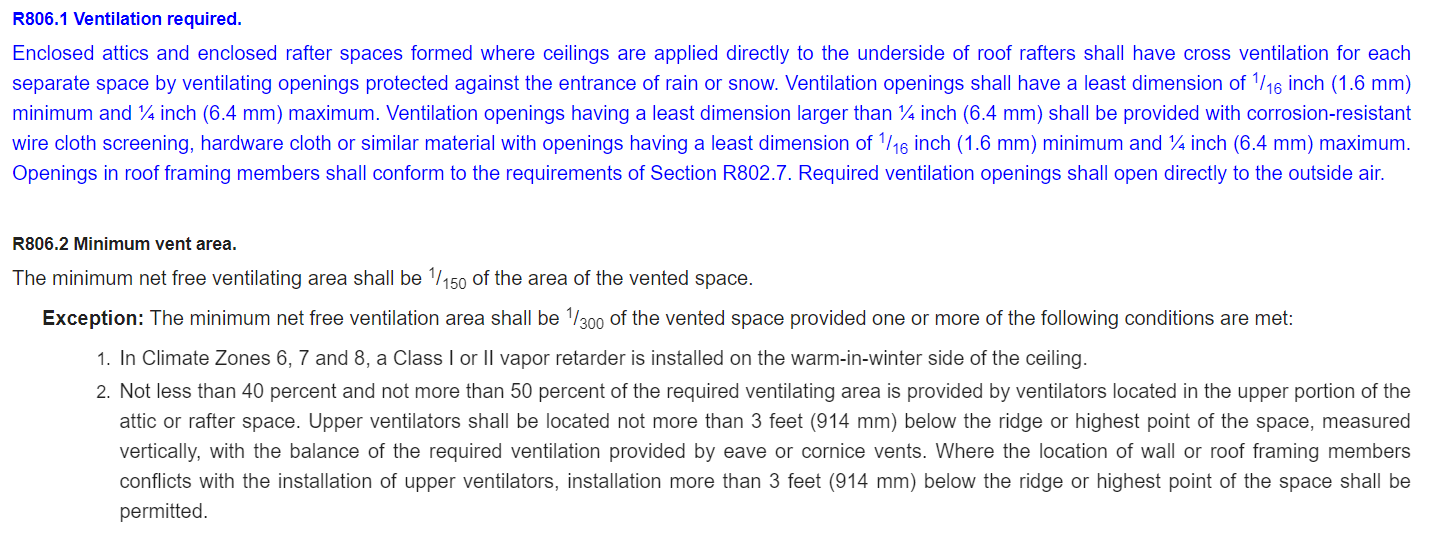 R806.1 Ventilation required.
Enclosed attics and enclosed rafter spaces formed where ceilings are applied directly to the underside of roof rafters shall have cross ventilation for each
separate space by ventilating openings protected against the entrance of rain or snow. Ventilation openings shall have a least dimension of 1/16 inch (1.6 mm)
minimum and ¼ inch (6.4 mm) maximum. Ventilation openings having a least dimension larger than ¼ inch (6.4 mm) shall be provided with corrosion-resistant
wire cloth screening, hardware cloth or similar material with openings having a least dimension of 1/16 inch (1.6 mm) minimum and ¼ inch (6.4 mm) maximum.
Openings in roof framing members shall conform to the requirements of Section R802.7. Required ventilation openings shall open directly to the outside air.
R806.2 Minimum vent area.
The minimum net free ventilating area shall be 1/150 of the area of the vented space.
Exception: The minimum net free ventilation area shall be 1/300 of the vented space provided one or more of the following conditions are met:
1. In Climate Zones 6, 7 and 8, a Class I or II vapor retarder is installed on the warm-in-winter side of the ceiling.
2. Not less than 40 percent and not more than 50 percent of the required ventilating area is provided by ventilators located in the upper portion of the
attic or rafter space. Upper ventilators shall be located not more than 3 feet (914 mm) below the ridge or highest point of the space, measured
vertically, with the balance of the required ventilation provided by eave or cornice vents. Where the location of wall or roof framing members
conflicts with the installation of upper ventilators, installation more than 3 feet (914 mm) below the ridge or highest point of the space shall be
permitted.